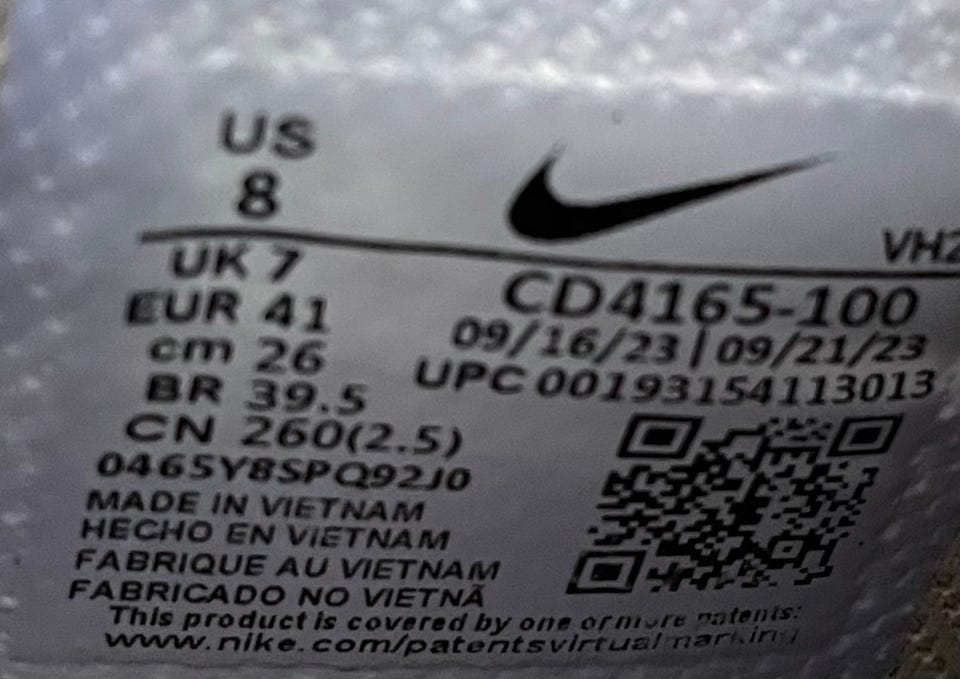 US
8
VH2
UK 7
EUR 41
cm 26
BR 39.5
CN 260(2.5)
0465Y8SPQ92J0
CD4165-100
09/16/23 | 09/21/23
UPC 00193154113013
MADE IN VIETNAM
HECHO EN VIETNAM
FABRIQUE AU VIETNAM
FABRICADO NO VIETNÃ
This product is covered by one or more patents:
www.nike.com/patentsvirtualmarking